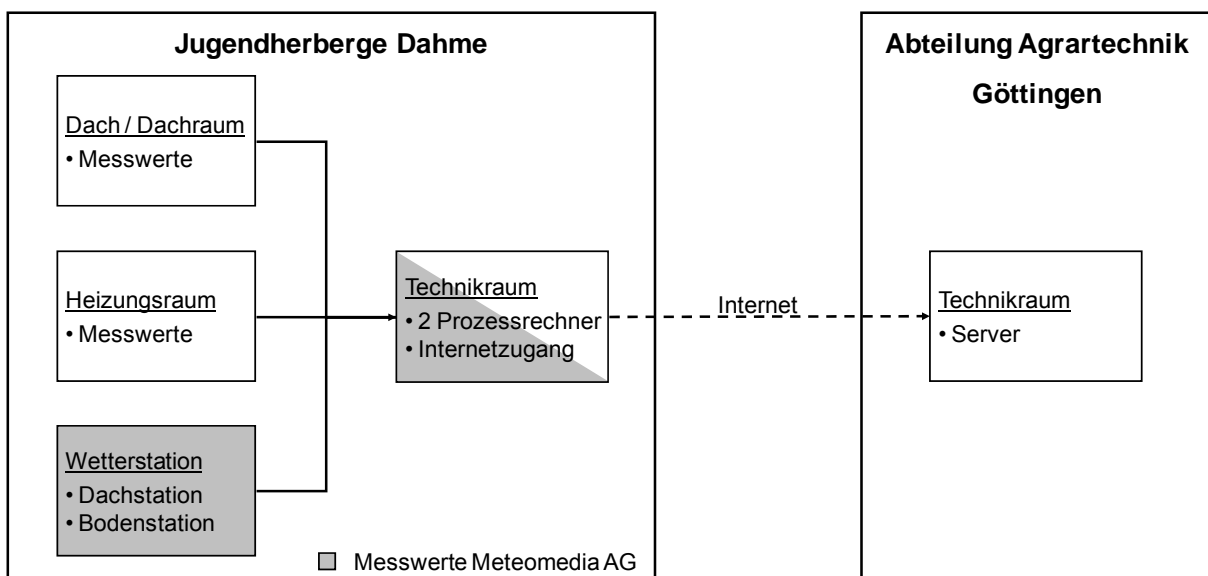 Jugendherberge Dahme
Dach / Dachraum
• Messwerte
Heizungsraum
• Messwerte
Wetterstation
• Dachstation
• Bodenstation
Technikraum
• 2 Prozessrechner
• Internetzugang
Messwerte Meteomedia AG
Internet
Abteilung Agrartechnik
Göttingen
Technikraum
• Server